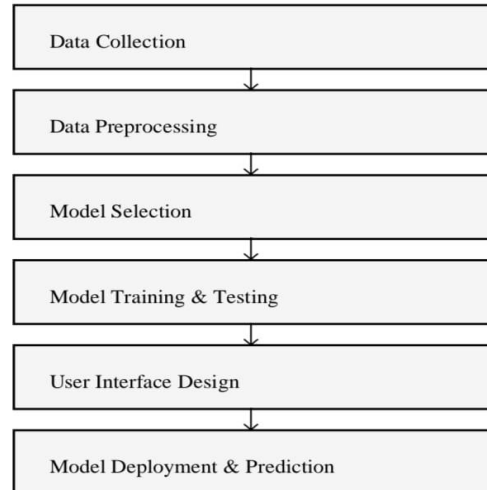 Data Collection
Data Preprocessing
Model Selection
Model Training & Testing
User Interface Design
Model Deployment & Prediction